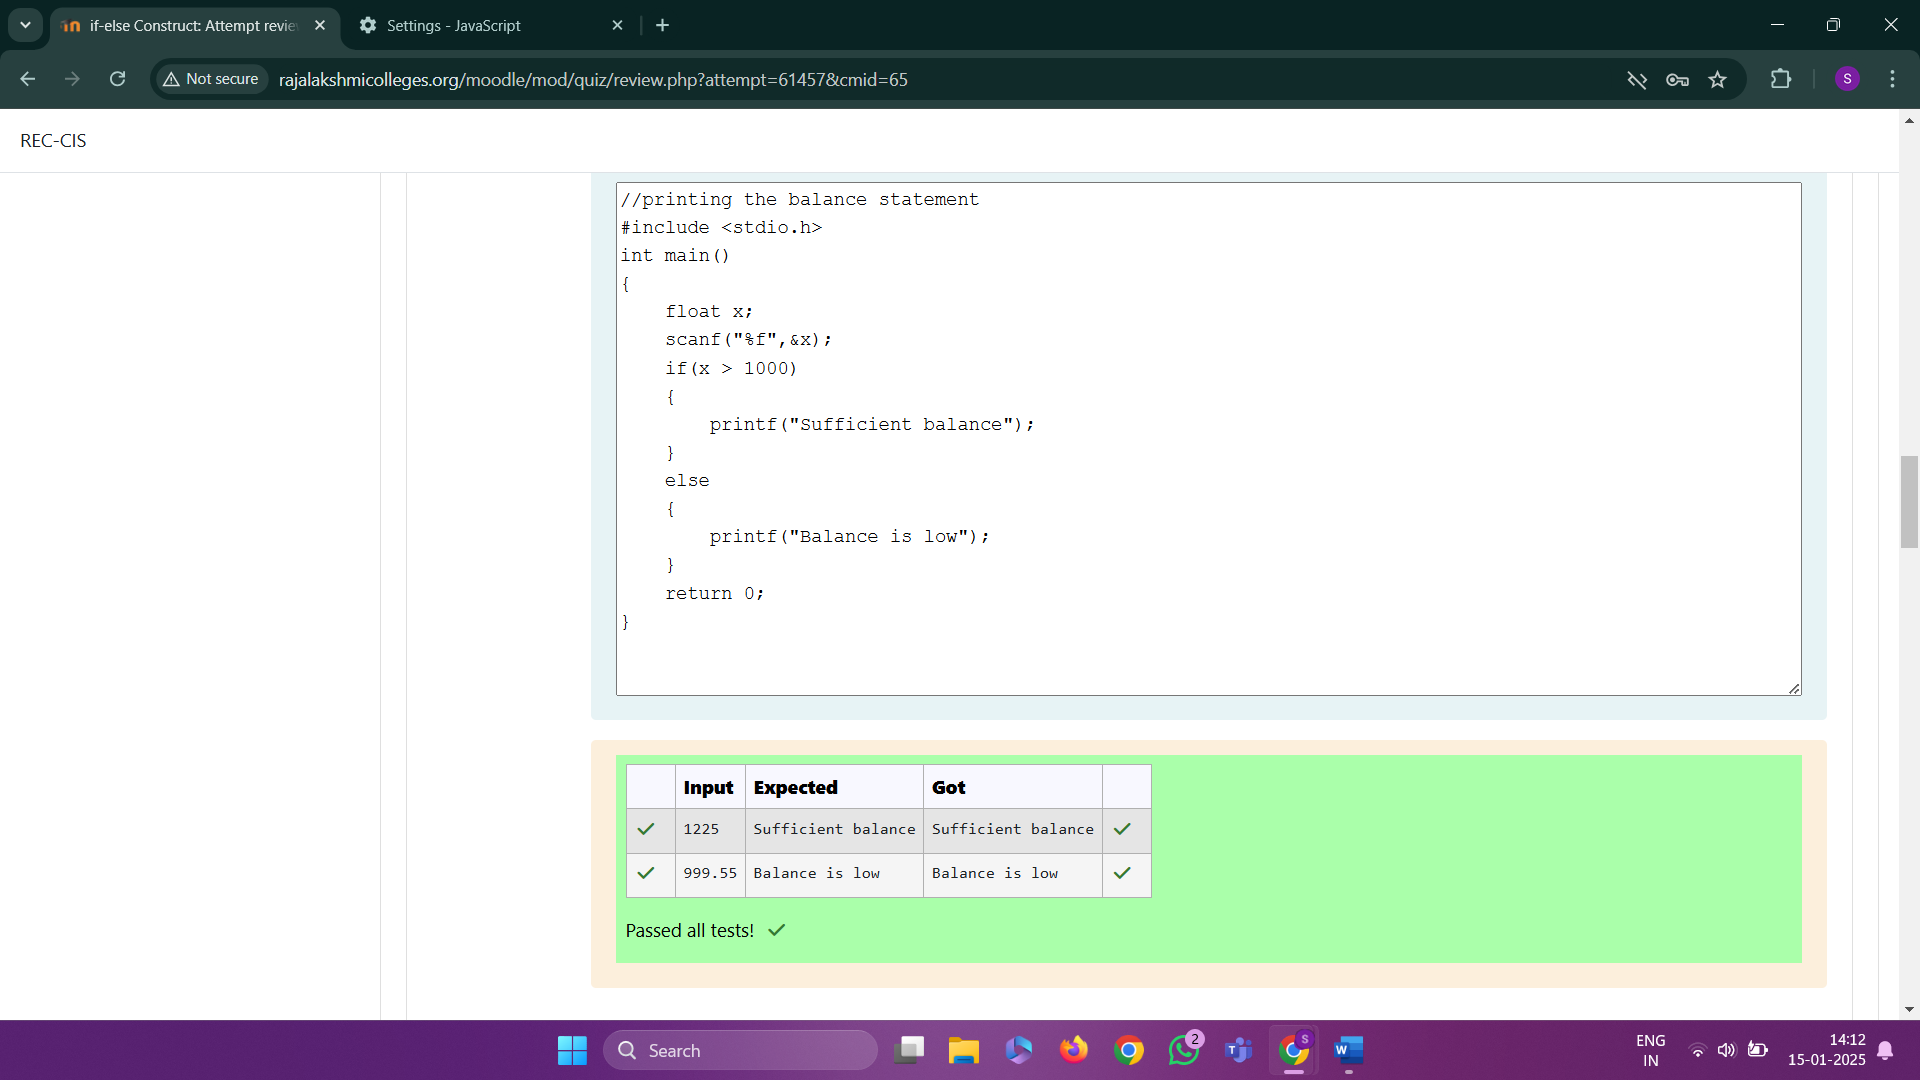 if-else Construct: Attempt revie
Settings - JavaScript
Not secure
rajalakshmicolleges.org/moodle/mod/quiz/review.php?attempt=61457&cmid=65
S
REC-CIS
//printing the balance statement
#include <stdio.h>
int main()
{
    float x;
    scanf("%f",&x);
    if(x > 1000)
    {
        printf("Sufficient balance");
    }
    else
    {
        printf("Balance is low");
    }
    return 0;
}
Input Expected Got
1225 Sufficient balance Sufficient balance
999.55 Balance is low Balance is low
Passed all tests!
Search
2
T
S
W
ENG
IN
14:12
15-01-2025